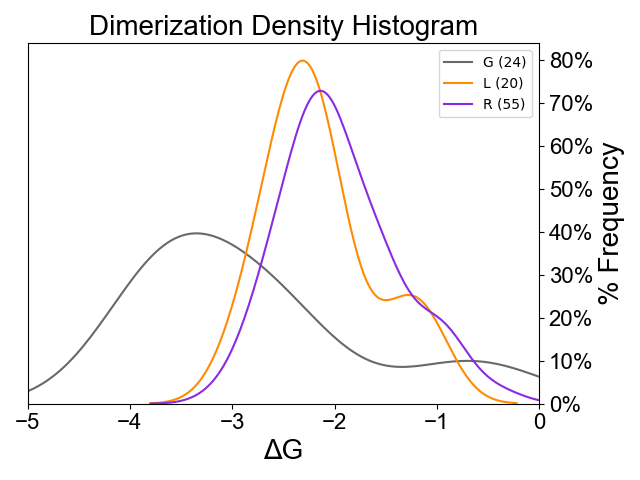 Dimerization Density Histogram
G (24)
L (20)
R (55)
80%
70%
60%
50%
40%
30%
20%
10%
0%
% Frequency
−5 −4 −3 −2 −1 0
ΔG